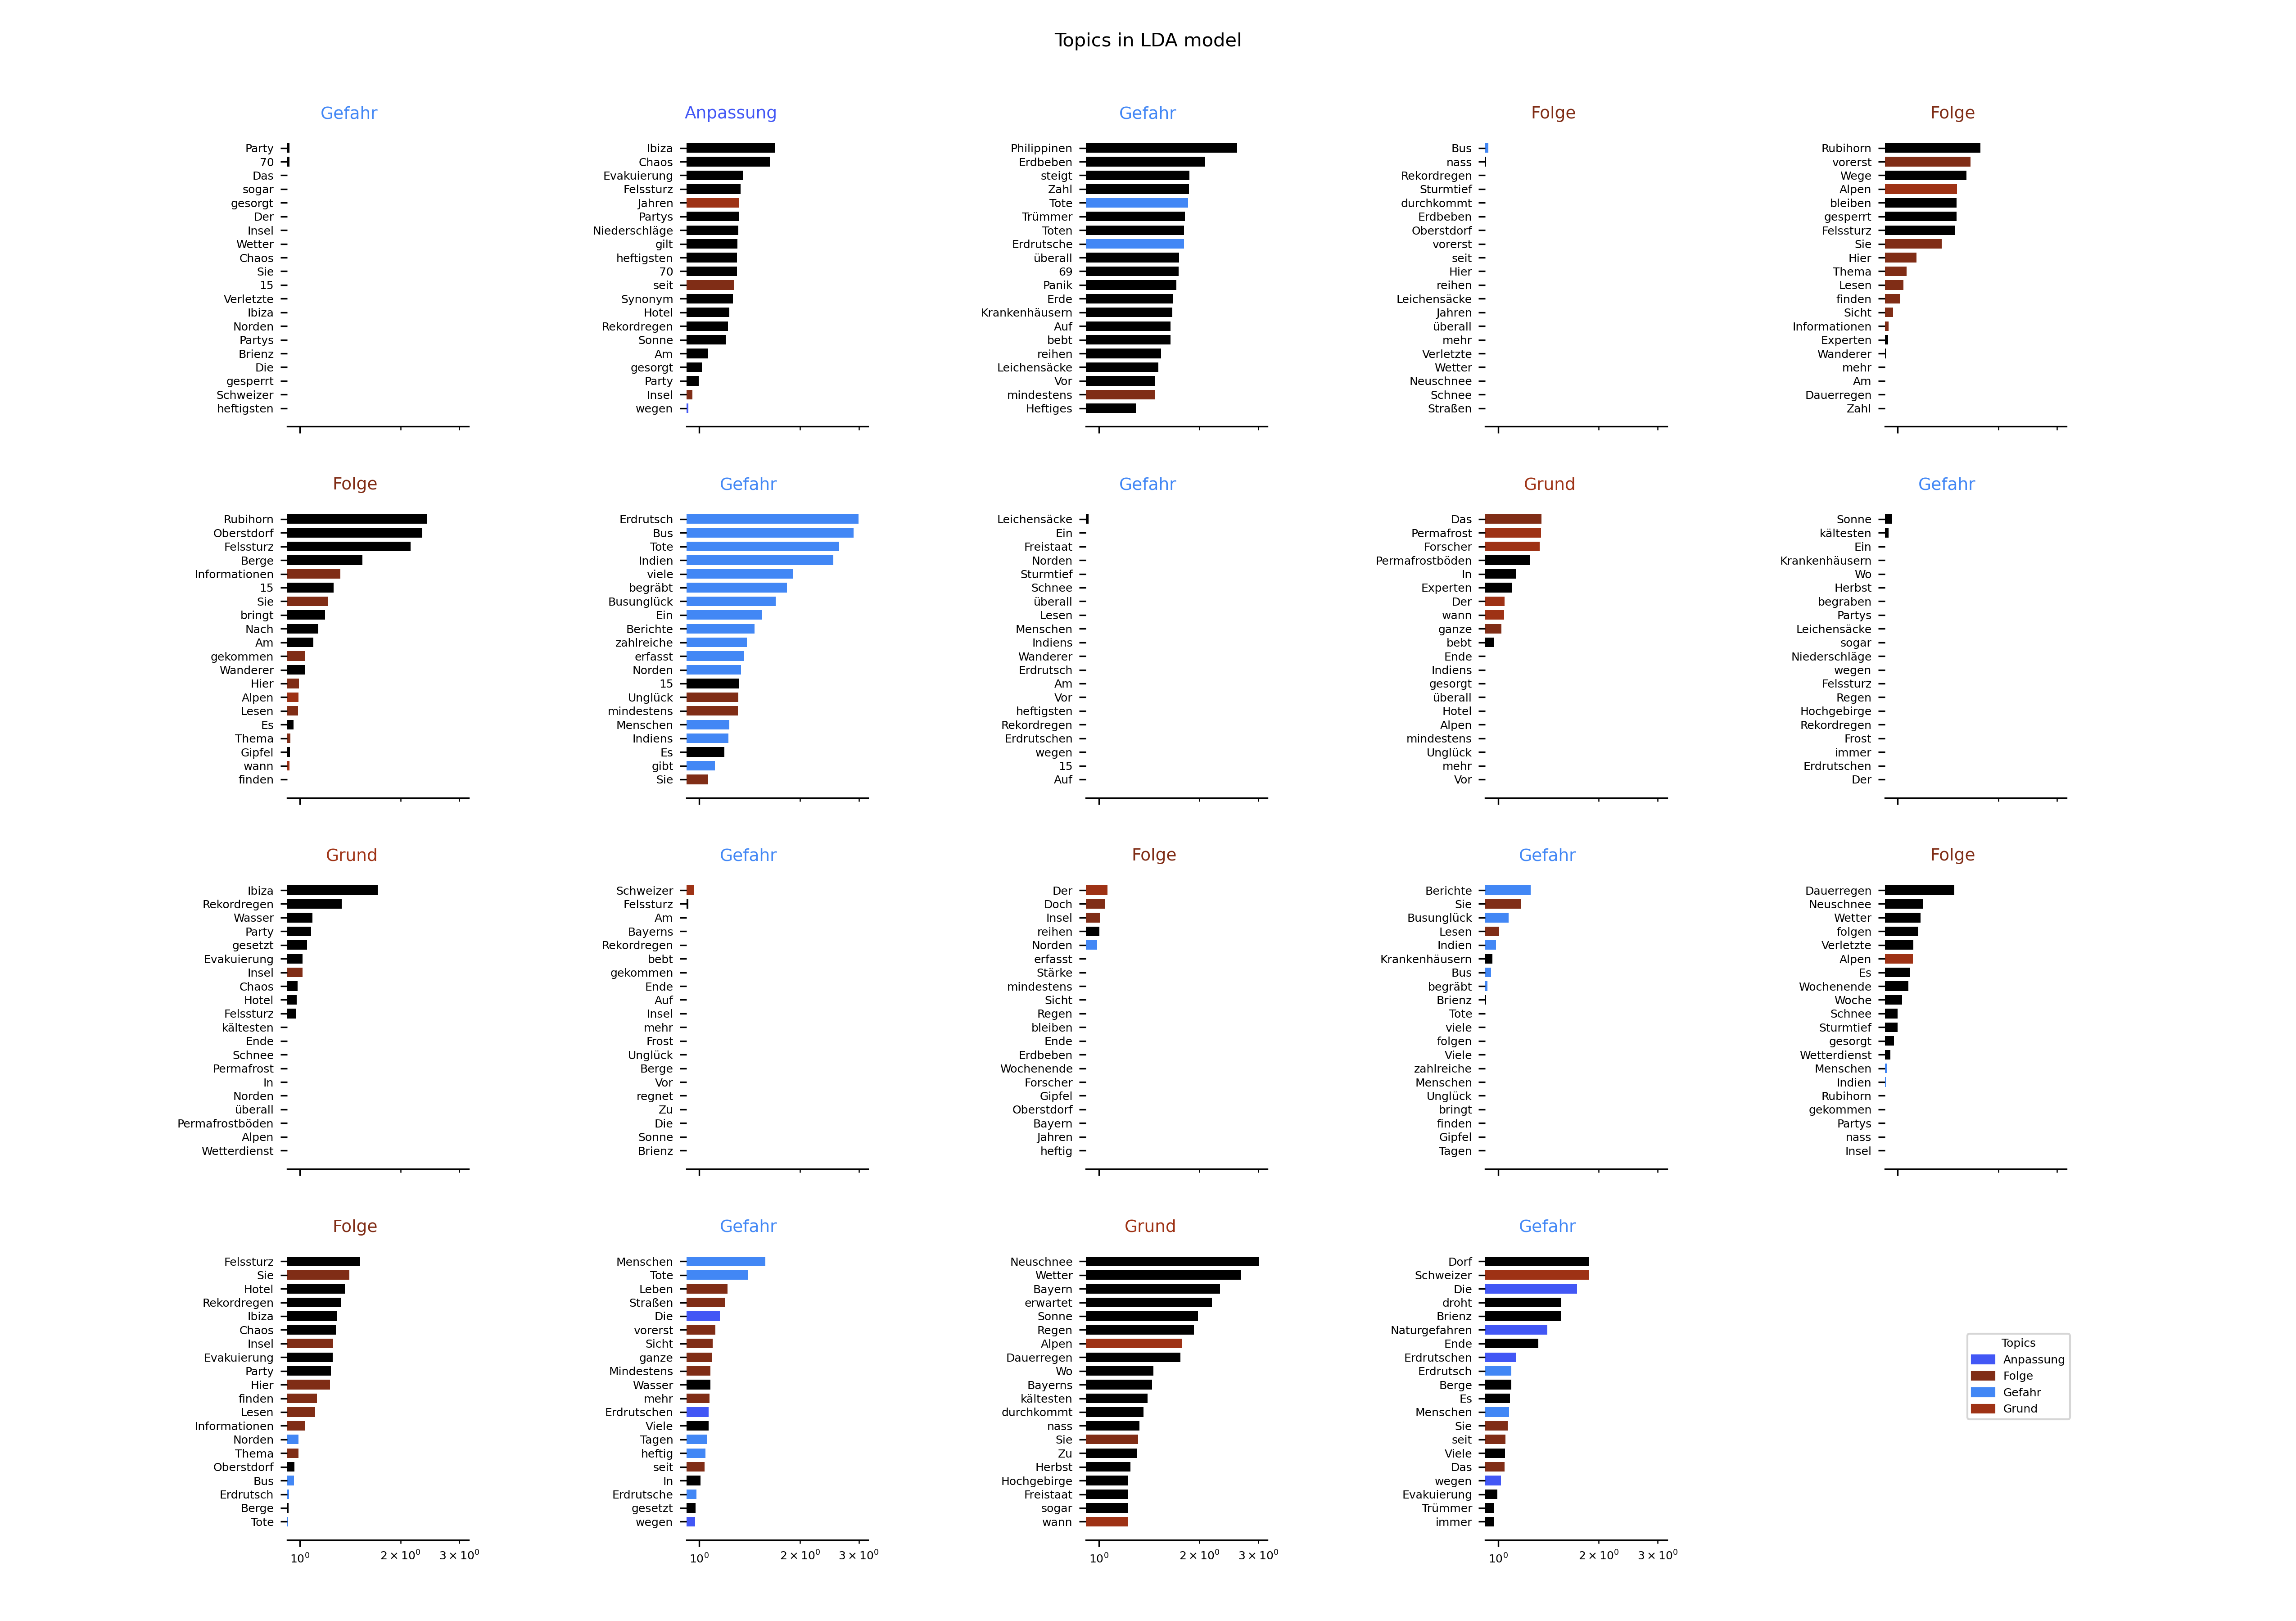 Topics in LDA model
Gefahr
Party
70
Das
sogar
gesorgt
Der
Insel
Wetter
Chaos
Sie
15
Verletzte
Ibiza
Norden
Partys
Brienz
Die
gesperrt
Schweizer
heftigsten
Anpassung
Ibiza
Chaos
Evakuierung
Felssturz
Jahren
Partys
Niederschläge
gilt
heftigsten
70
seit
Synonym
Hotel
Rekordregen
Sonne
Am
gesorgt
Party
Insel
wegen
Gefahr
Philippinen
Erdbeben
steigt
Zahl
Tote
Trümmer
Toten
Erdrutsche
überall
69
Panik
Erde
Krankenhäusern
Auf
bebt
reihen
Leichensäcke
Vor
mindestens
Heftiges
Folge
Bus
nass
Rekordregen
Sturmtief
durchkommt
Erdbeben
Oberstdorf
vorerst
seit
Hier
reihen
Leichensäcke
Jahren
überall
mehr
Verletzte
Wetter
Neuschnee
Schnee
Straßen
Folge
Rubihorn
vorerst
Wege
Alpen
bleiben
gesperrt
Felssturz
Sie
Hier
Thema
Lesen
finden
Sicht
Informationen
Experten
Wanderer
mehr
Am
Dauerregen
Zahl
Folge
Rubihorn
Oberstdorf
Felssturz
Berge
Informationen
15
Sie
bringt
Nach
Am
gekommen
Wanderer
Hier
Alpen
Lesen
Es
Thema
Gipfel
wann
finden
Gefahr
Erdrutsch
Bus
Tote
Indien
viele
begräbt
Busunglück
Ein
Berichte
zahlreiche
erfasst
Norden
15
Unglück
mindestens
Menschen
Indiens
Es
gibt
Sie
Gefahr
Leichensäcke
Ein
Freistaat
Norden
Sturmtief
Schnee
überall
Lesen
Menschen
Indiens
Wanderer
Erdrutsch
Am
Vor
heftigsten
Rekordregen
Erdrutschen
wegen
15
Auf
Grund
Das
Permafrost
Forscher
Permafrostböden
In
Experten
Der
wann
ganze
bebt
Ende
Indiens
gesorgt
überall
Hotel
Alpen
mindestens
Unglück
mehr
Vor
Gefahr
Sonne
kältesten
Ein
Krankenhäusern
Wo
Herbst
begraben
Partys
Leichensäcke
sogar
Niederschläge
wegen
Felssturz
Regen
Hochgebirge
Rekordregen
Frost
immer
Erdrutschen
Der
Grund
Ibiza
Rekordregen
Wasser
Party
gesetzt
Evakuierung
Insel
Chaos
Hotel
Felssturz
kältesten
Ende
Schnee
Permafrost
In
Norden
überall
Permafrostböden
Alpen
Wetterdienst
Gefahr
Schweizer
Felssturz
Am
Bayerns
Rekordregen
bebt
gekommen
Ende
Auf
Insel
mehr
Frost
Unglück
Berge
Vor
regnet
Zu
Die
Sonne
Brienz
Folge
Der
Doch
Insel
reihen
Norden
erfasst
Stärke
mindestens
Sicht
Regen
bleiben
Ende
Erdbeben
Wochenende
Forscher
Gipfel
Oberstdorf
Bayern
Jahren
heftig
Gefahr
Berichte
Sie
Busunglück
Lesen
Indien
Krankenhäusern
Bus
begräbt
Brienz
Tote
viele
folgen
Viele
zahlreiche
Menschen
Unglück
bringt
finden
Gipfel
Tagen
Folge
Dauerregen
Neuschnee
Wetter
folgen
Verletzte
Alpen
Es
Wochenende
Woche
Schnee
Sturmtief
gesorgt
Wetterdienst
Menschen
Indien
Rubihorn
gekommen
Partys
nass
Insel
Folge
Felssturz
Sie
Hotel
Rekordregen
Ibiza
Chaos
Insel
Evakuierung
Party
Hier
finden
Lesen
Informationen
Norden
Thema
Oberstdorf
Bus
Erdrutsch
Berge
Tote
10⁰
2 × 10⁰
3 × 10⁰
Gefahr
Menschen
Tote
Leben
Straßen
Die
vorerst
Sicht
ganze
Mindestens
Wasser
mehr
Erdrutschen
Viele
Tagen
heftig
seit
In
Erdrutsche
gesetzt
wegen
10⁰
2 × 10⁰
3 × 10⁰
Grund
Neuschnee
Wetter
Bayern
erwartet
Sonne
Regen
Alpen
Dauerregen
Wo
Bayerns
kältesten
durchkommt
nass
Sie
Zu
Herbst
Hochgebirge
Freistaat
sogar
wann
10⁰
2 × 10⁰
3 × 10⁰
Gefahr
Dorf
Schweizer
Die
droht
Brienz
Naturgefahren
Ende
Erdrutschen
Erdrutsch
Berge
Es
Menschen
Sie
seit
Viele
Das
wegen
Evakuierung
Trümmer
immer
10⁰
2 × 10⁰
3 × 10⁰
Topics
Anpassung
Folge
Gefahr
Grund